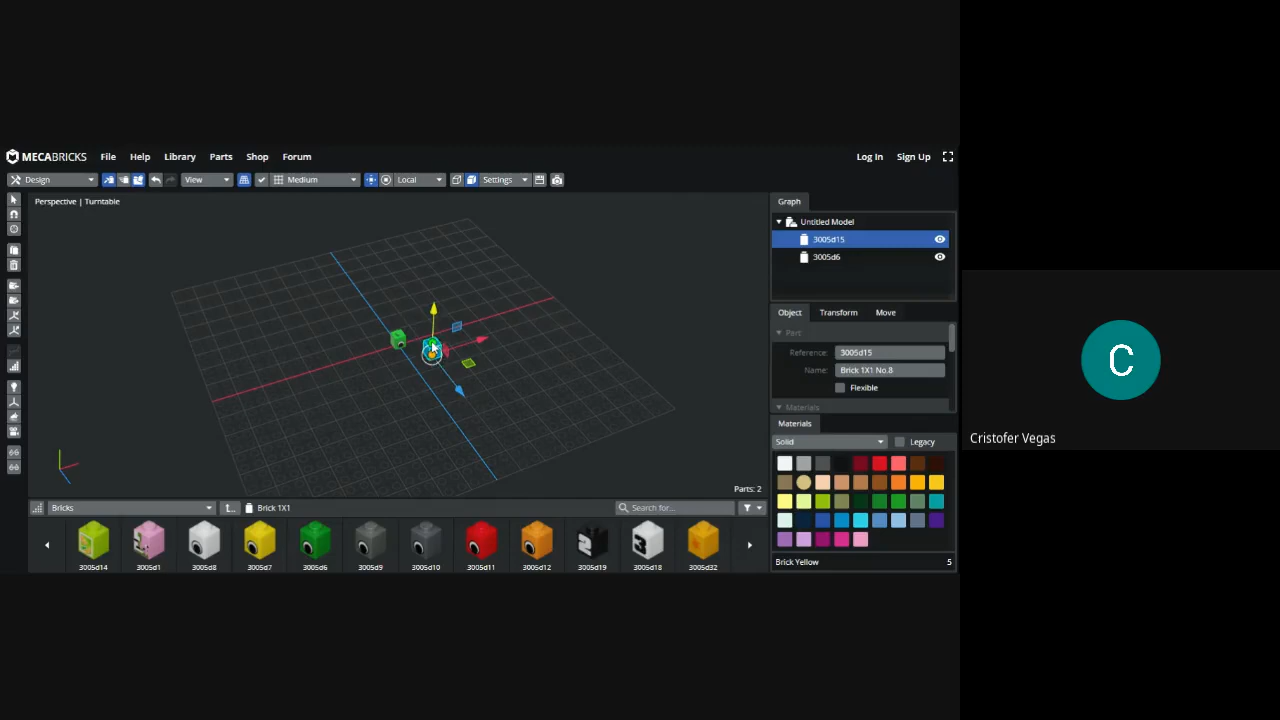 MECABRICKS File Help Library Parts Shop Forum Log In Sign Up
Design View Medium Local Settings
Perspective | Turntable
Graph
Untitled Model
3005d15
3005d6
Object Transform Move
Part
Reference: 3005d15
Name: Brick 1X1 No.8
Flexible
Materials
Materials
Solid Legacy
Brick Yellow 5
Parts: 2
Bricks Brick 1X1 Search for...
2 3
3005d14 3005d1 3005d8 3005d7 3005d6 3005d9 3005d10 3005d11 3005d12 3005d19 3005d18 3005d32
C
Cristofer Vegas